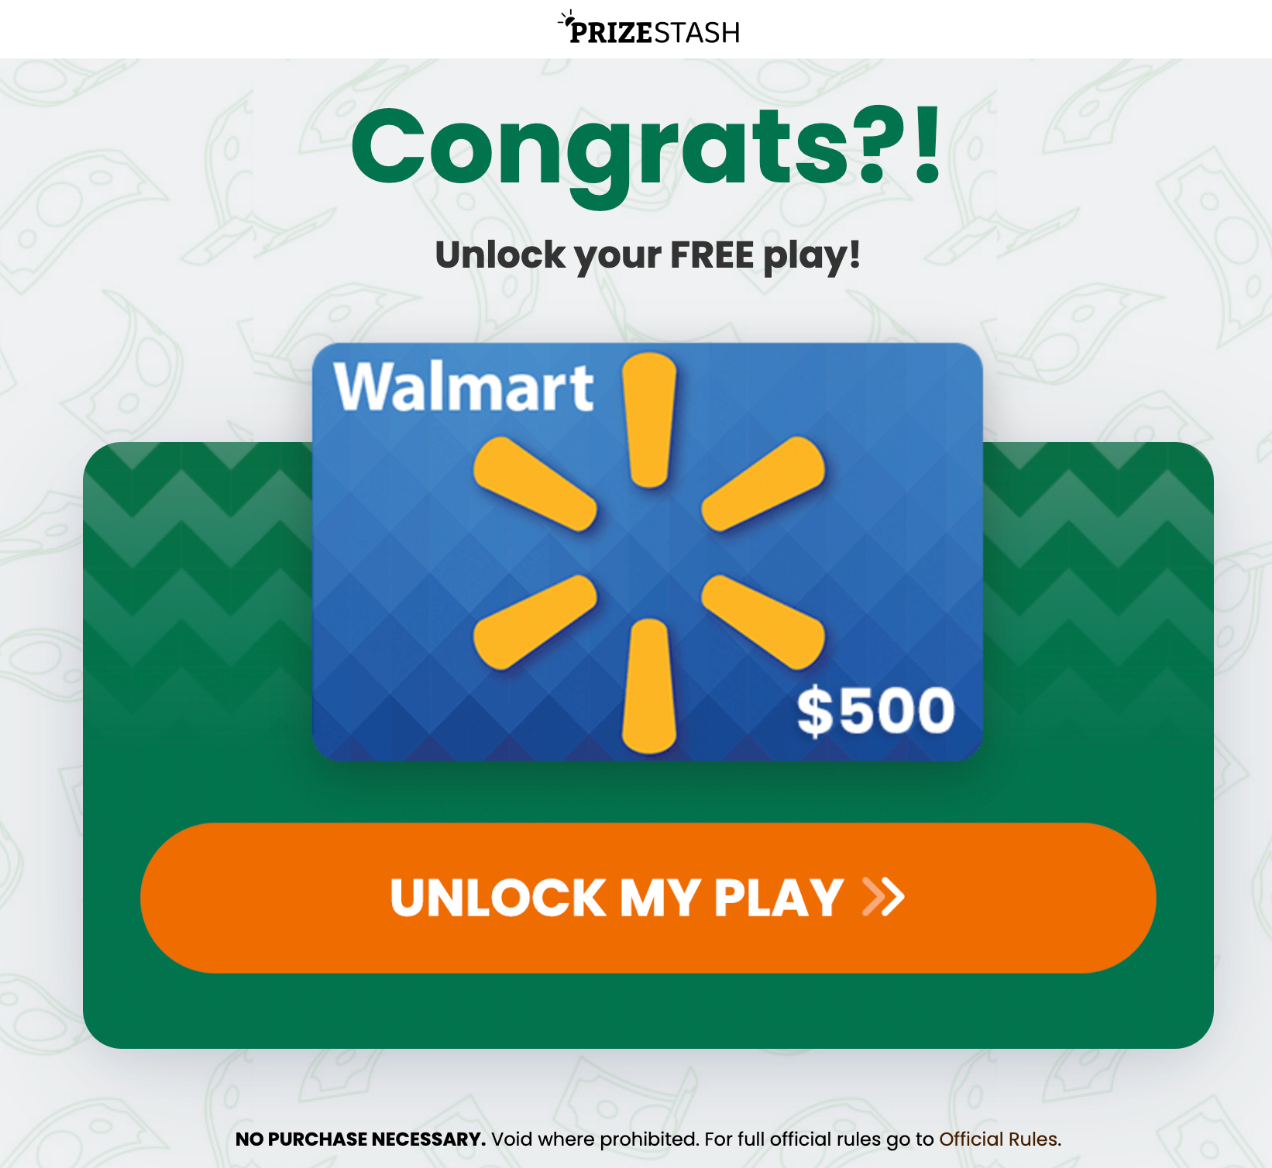 PRIZESTASH
Congrats?!
Unlock your FREE play!
Walmart
$500
UNLOCK MY PLAY
NO PURCHASE NECESSARY. Void where prohibited. For full official rules go to Official Rules.